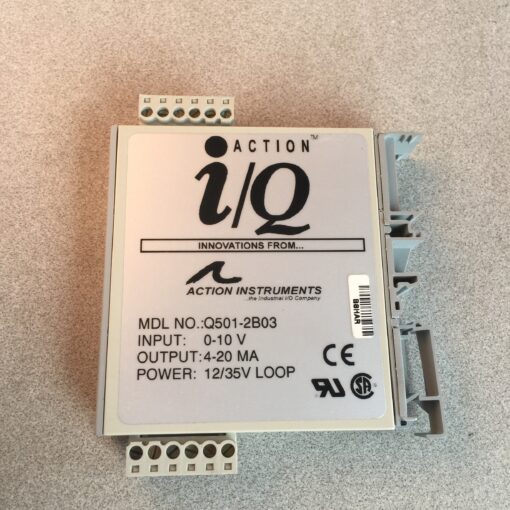 ACTION™
i/Q
INNOVATIONS FROM...
ACTION INSTRUMENTS
...the Industrial I/O Company
MDL NO.:Q501-2B03
INPUT: 0-10 V
OUTPUT:4-20 MA
POWER: 12/35V LOOP
B8HAR
CE